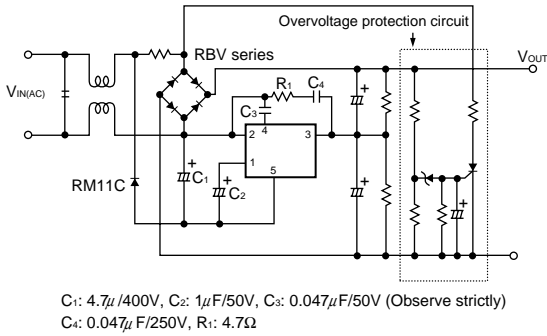 Overvoltage protection circuit
RBV series
VOUT
VIN(AC)
R1
C4
C3
4
2
3
1
5
+
C1
+
C2
+
+
+
RM11C
C1: 4.7μ/400V, C2: 1μF/50V, C3: 0.047μF/50V (Observe strictly)
C4: 0.047μF/250V, R1: 4.7Ω